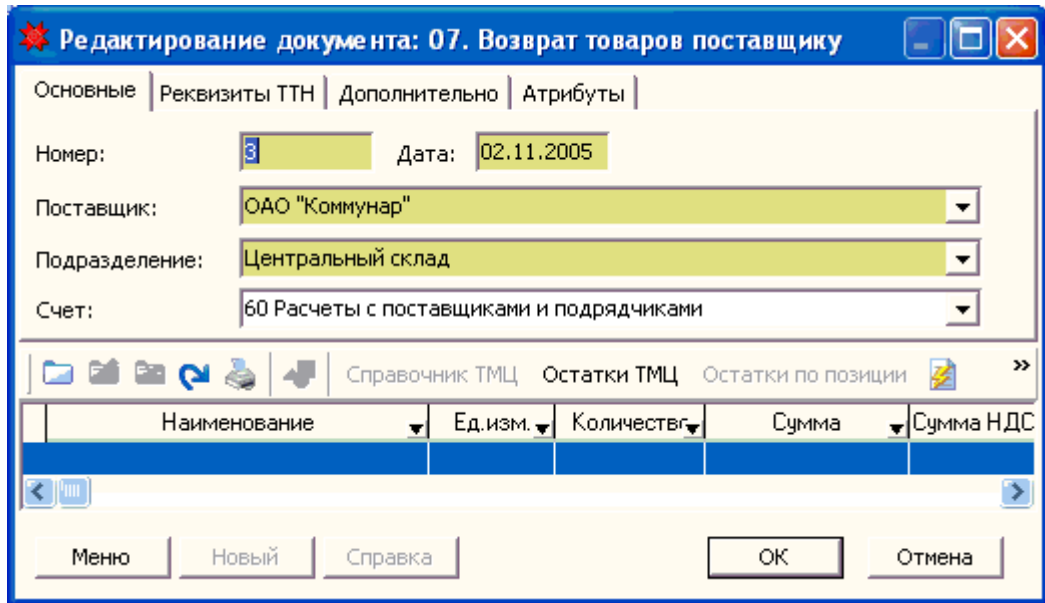 Редактирование документа: 07. Возврат товаров поставщику
Основные Реквизиты ТТН Дополнительно Атрибуты
Номер: 3 Дата: 02.11.2005
Поставщик: ОАО "Коммунар"
Подразделение: Центральный склад
Счет: 60 Расчеты с поставщиками и подрядчиками
Справочник ТМЦ Остатки ТМЦ Остатки по позиции »
Наименование Ед.изм. Количество Сумма Сумма НДС
Меню Новый Справка ОК Отмена